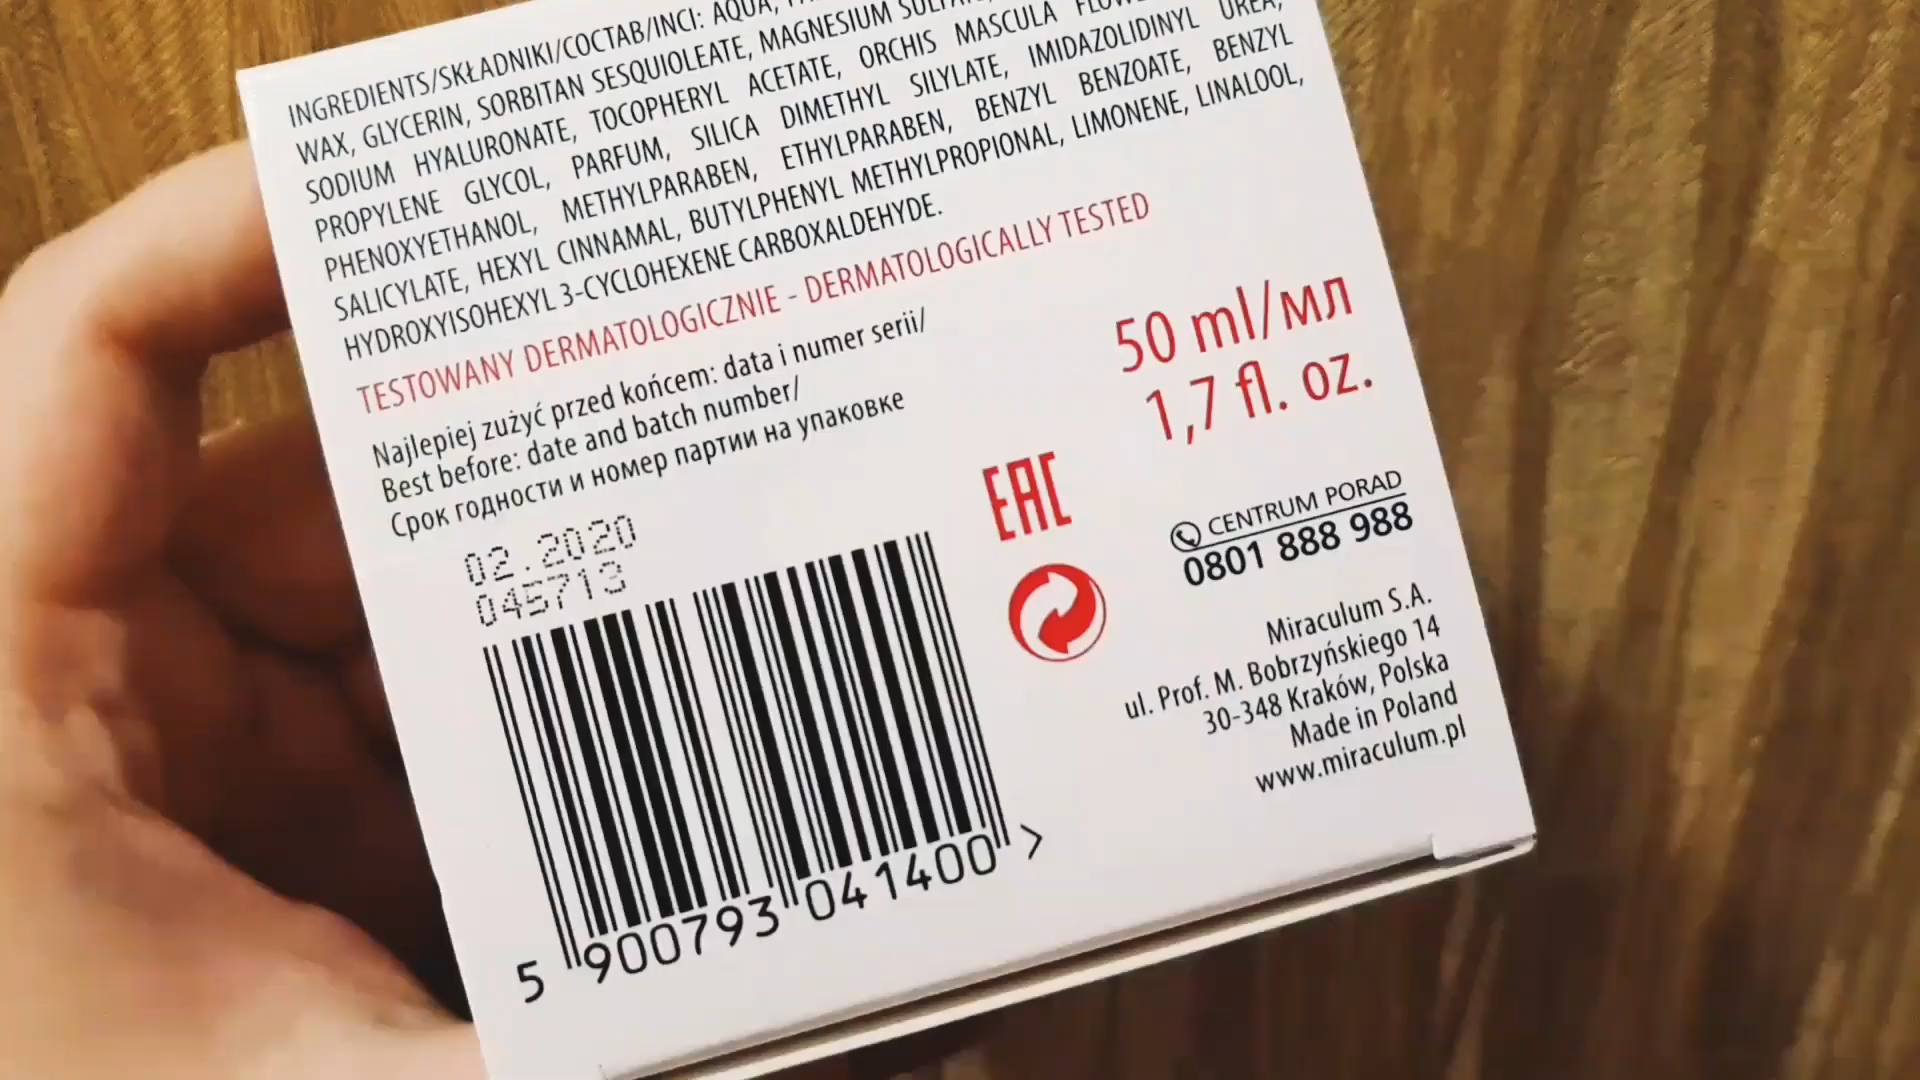 INGREDIENTS/SKŁADNIKI/СОСТАВ/INCI: AQUA,
WAX, GLYCERIN, SORBITAN SESQUIOLEATE, MAGNESIUM
SODIUM HYALURONATE, TOCOPHERYL ACETATE, ORCHIS MASCULA
PROPYLENE GLYCOL, PARFUM, SILICA DIMETHYL SILYLATE, IMIDAZOLIDINYL UREA,
PHENOXYETHANOL, METHYLPARABEN, ETHYLPARABEN, BENZYL BENZOATE, BENZYL
SALICYLATE, HEXYL CINNAMAL, BUTYLPHENYL METHYLPROPIONAL, LIMONENE, LINALOOL,
HYDROXYISOHEXYL 3-CYCLOHEXENE CARBOXALDEHYDE.
TESTOWANY DERMATOLOGICZNIE - DERMATOLOGICALLY TESTED
Najlepiej zużyć przed końcem: data i numer serii/
Best before: date and batch number/
Срок годности и номер партии на упаковке
02.2020
045713
5 900793 041400 >
50 ml/мл
1,7 fl. oz.
EAC
CENTRUM PORAD
0801 888 988
Miraculum S.A.
ul. Prof. M. Bobrzyńskiego 14
30-348 Kraków, Polska
Made in Poland
www.miraculum.pl